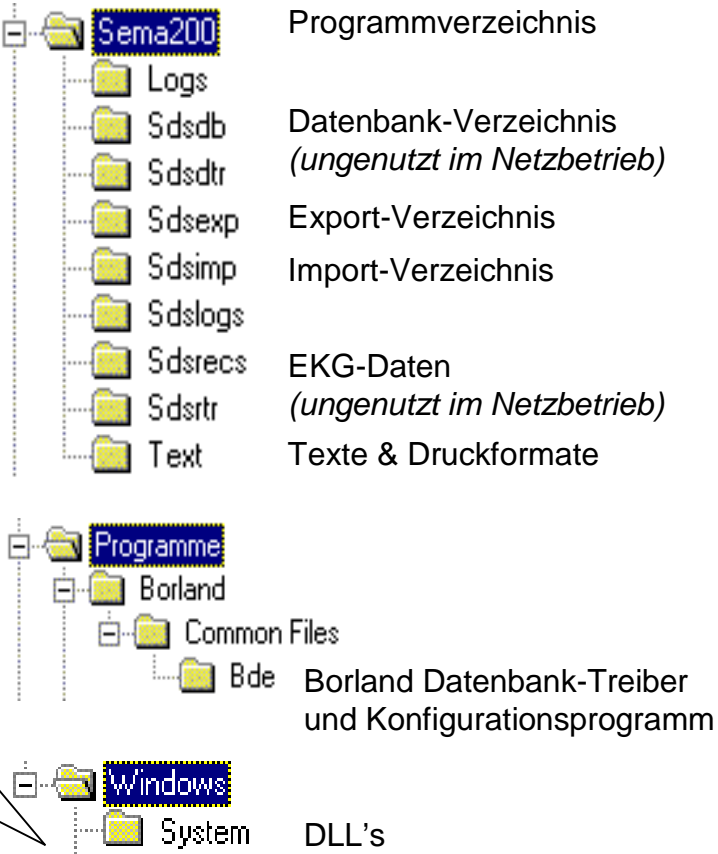 Sema200 Programmverzeichnis
Logs
Sdsdb Datenbank-Verzeichnis
(ungenutzt im Netzbetrieb)
Sdsdtr
Sdsexp Export-Verzeichnis
Sdsimp Import-Verzeichnis
Sdslogs
Sdsrecs EKG-Daten
Sdsrtr (ungenutzt im Netzbetrieb)
Text Texte & Druckformate
Programme
Borland
Common Files
Bde Borland Datenbank-Treiber
und Konfigurationsprogramm
Windows
System DLL's